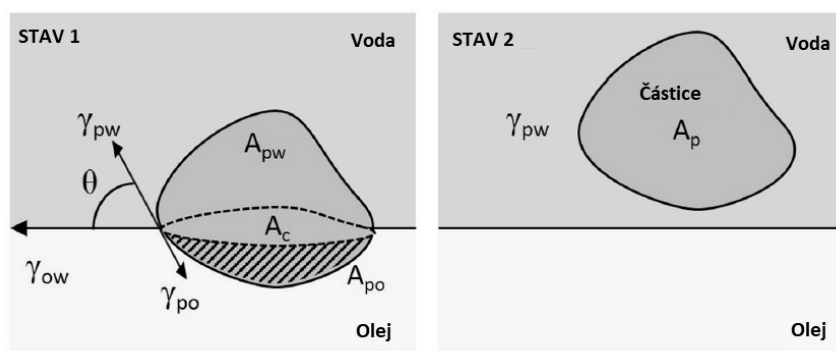 STAV 1
Voda
γpw
Apw
θ
Ac
γow
γpo
Apo
Olej
STAV 2
Voda
Částice
γpw
Ap
Olej